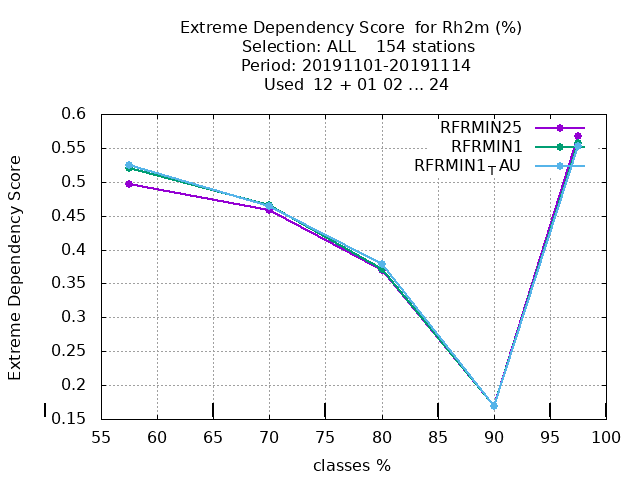 Extreme Dependency Score  for Rh2m (%)
Selection: ALL    154 stations
Period: 20191101-20191114
Used  12 + 01 02 ... 24
0.6
0.55
0.5
0.45
0.4
0.35
0.3
0.25
0.2
0.15
Extreme Dependency Score
RFRMIN25
RFRMIN1
RFRMIN1TAU
55 60 65 70 75 80 85 90 95 100
classes %